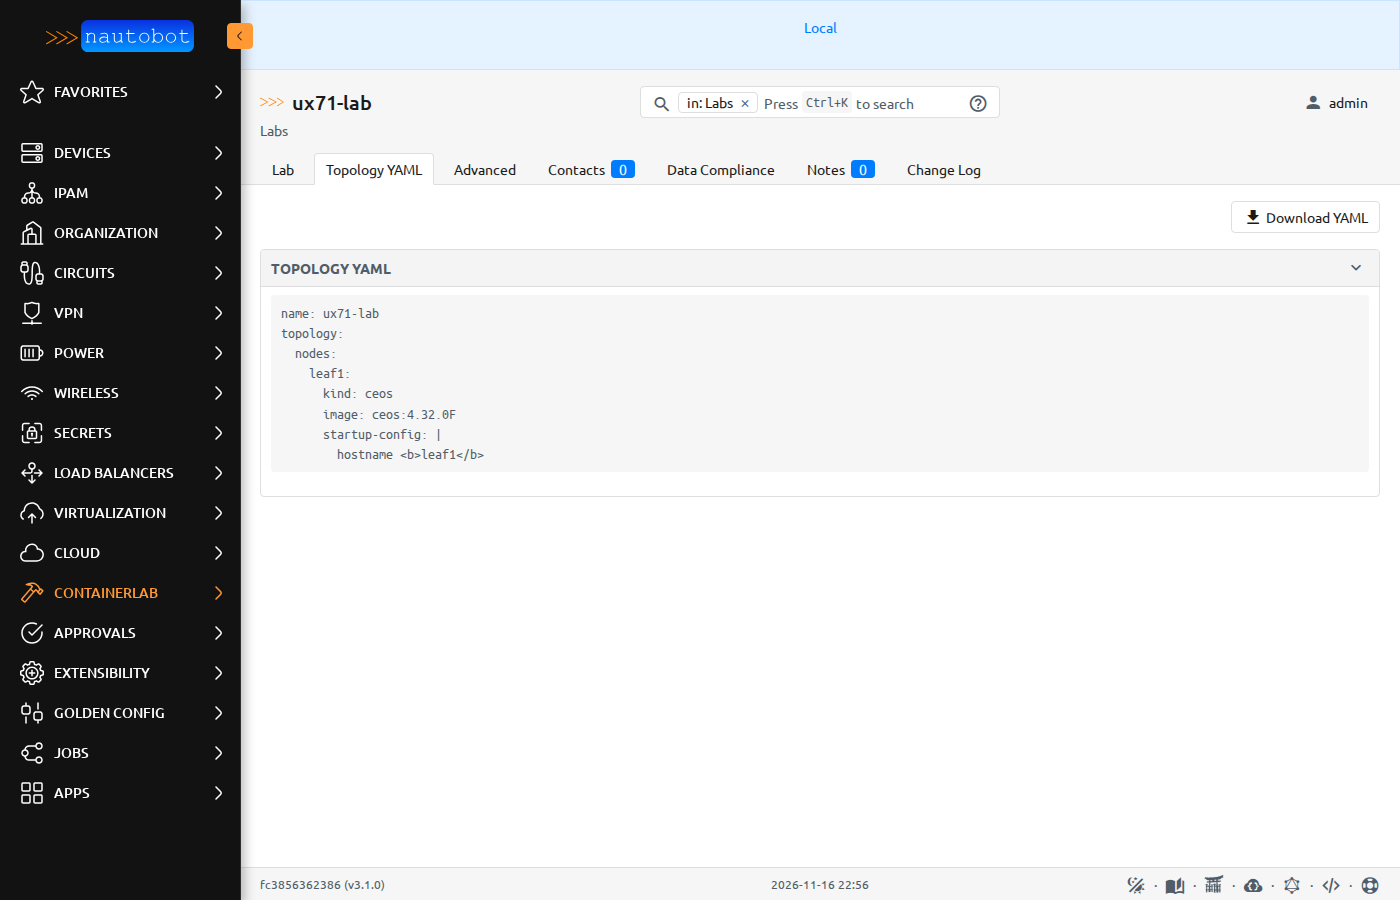 >>> nautobot
Local
FAVORITES
DEVICES
IPAM
ORGANIZATION
CIRCUITS
VPN
POWER
WIRELESS
SECRETS
LOAD BALANCERS
VIRTUALIZATION
CLOUD
CONTAINERLAB
APPROVALS
EXTENSIBILITY
GOLDEN CONFIG
JOBS
APPS
>>> ux71-lab
in: Labs × Press Ctrl+K to search
admin
Labs
Lab Topology YAML Advanced Contacts 0 Data Compliance Notes 0 Change Log
Download YAML
TOPOLOGY YAML
name: ux71-lab
topology:
  nodes:
    leaf1:
      kind: ceos
      image: ceos:4.32.0F
      startup-config: |
        hostname <b>leaf1</b>
fc3856362386 (v3.1.0) 2026-11-16 22:56